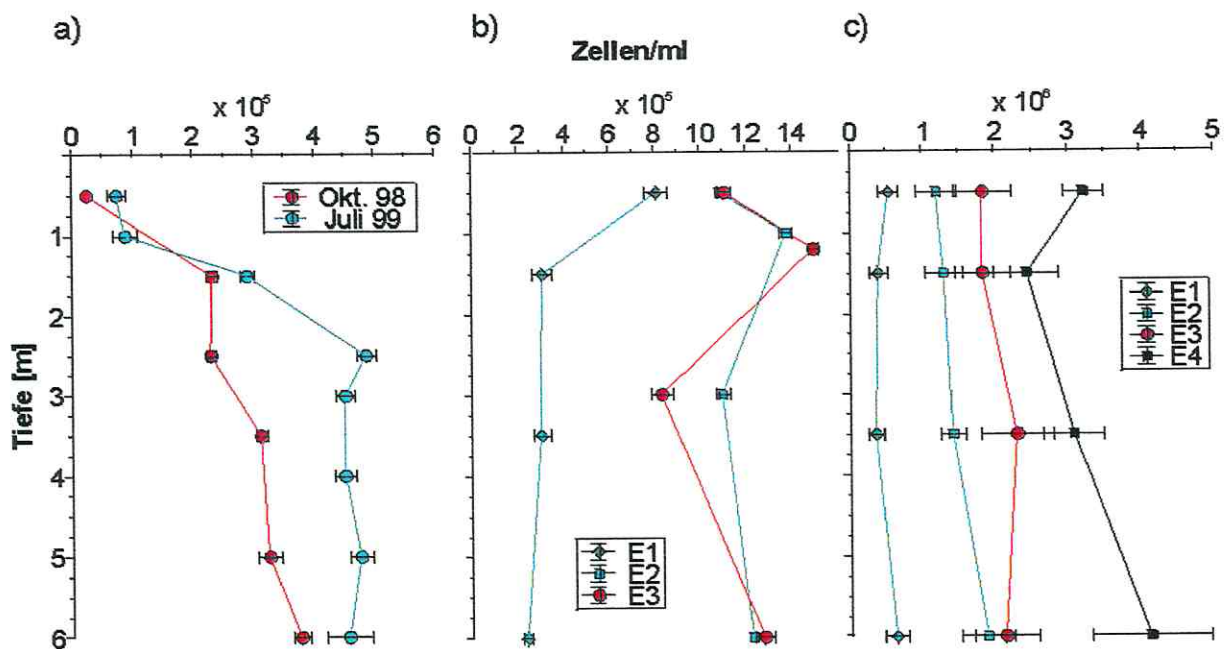 a) b) c)
Zellen/ml
x 10⁵ x 10⁵ x 10⁶
0 1 2 3 4 5 6
0 2 4 6 8 10 12 14
0 1 2 3 4 5
Okt. 98
Juli 99
1
2
3
4
5
6
Tiefe [m]
E1
E2
E3
E1
E2
E3
E4